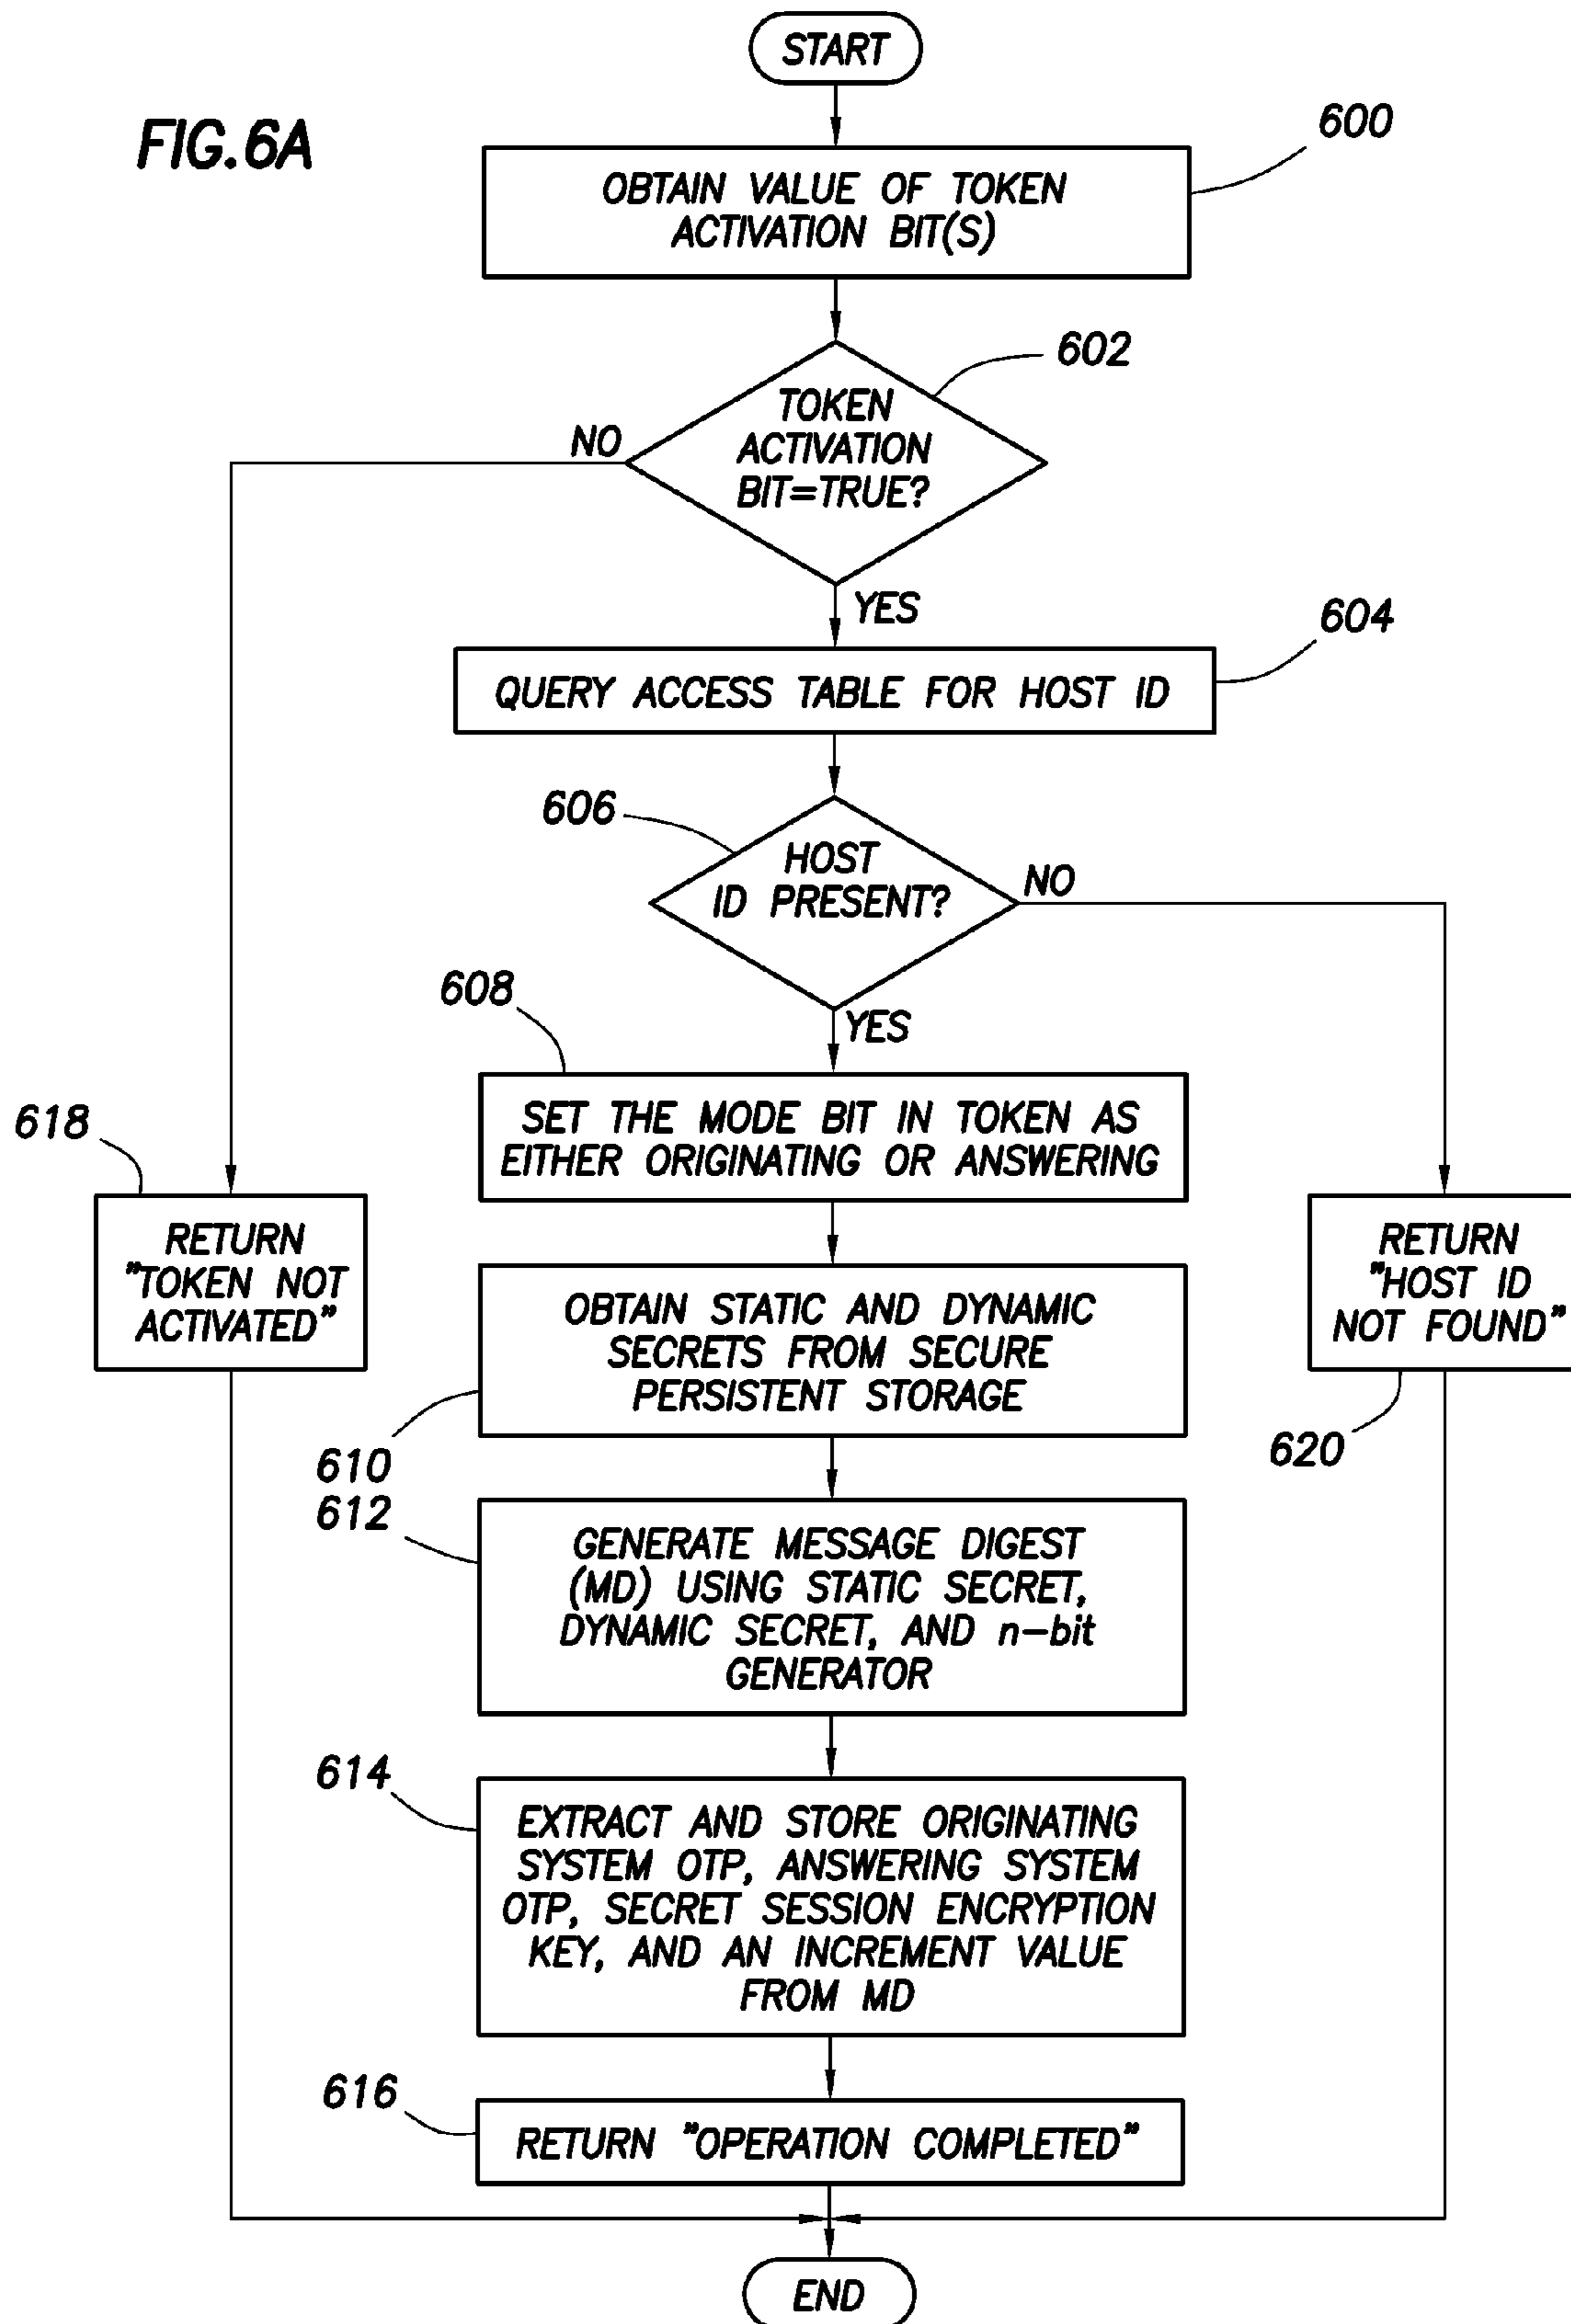 START
FIG.6A
600
OBTAIN VALUE OF TOKEN
ACTIVATION BIT(S)
602
TOKEN
ACTIVATION
BIT=TRUE?
NO
YES
604
QUERY ACCESS TABLE FOR HOST ID
606
HOST
ID PRESENT?
NO
YES
608
SET THE MODE BIT IN TOKEN AS
EITHER ORIGINATING OR ANSWERING
618
RETURN
"TOKEN NOT
ACTIVATED"
RETURN
"HOST ID
NOT FOUND"
620
OBTAIN STATIC AND DYNAMIC
SECRETS FROM SECURE
PERSISTENT STORAGE
610
612
GENERATE MESSAGE DIGEST
(MD) USING STATIC SECRET,
DYNAMIC SECRET, AND n-bit
GENERATOR
614
EXTRACT AND STORE ORIGINATING
SYSTEM OTP, ANSWERING SYSTEM
OTP, SECRET SESSION ENCRYPTION
KEY, AND AN INCREMENT VALUE
FROM MD
616
RETURN "OPERATION COMPLETED"
END